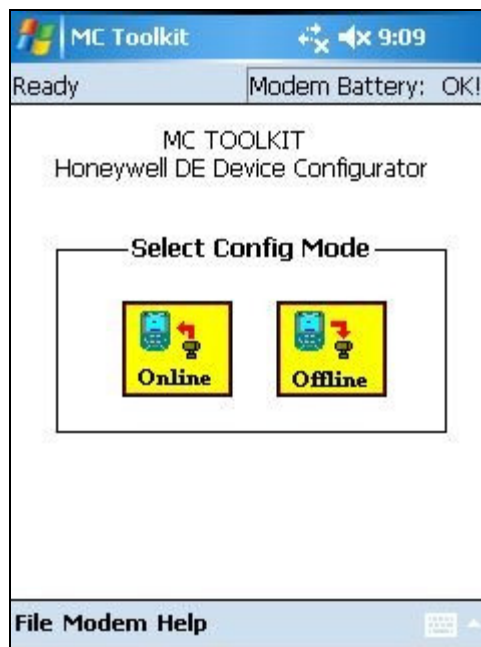 MC Toolkit 9:09
Ready Modem Battery: OK!
MC TOOLKIT
Honeywell DE Device Configurator
Select Config Mode
Online Offline
File Modem Help